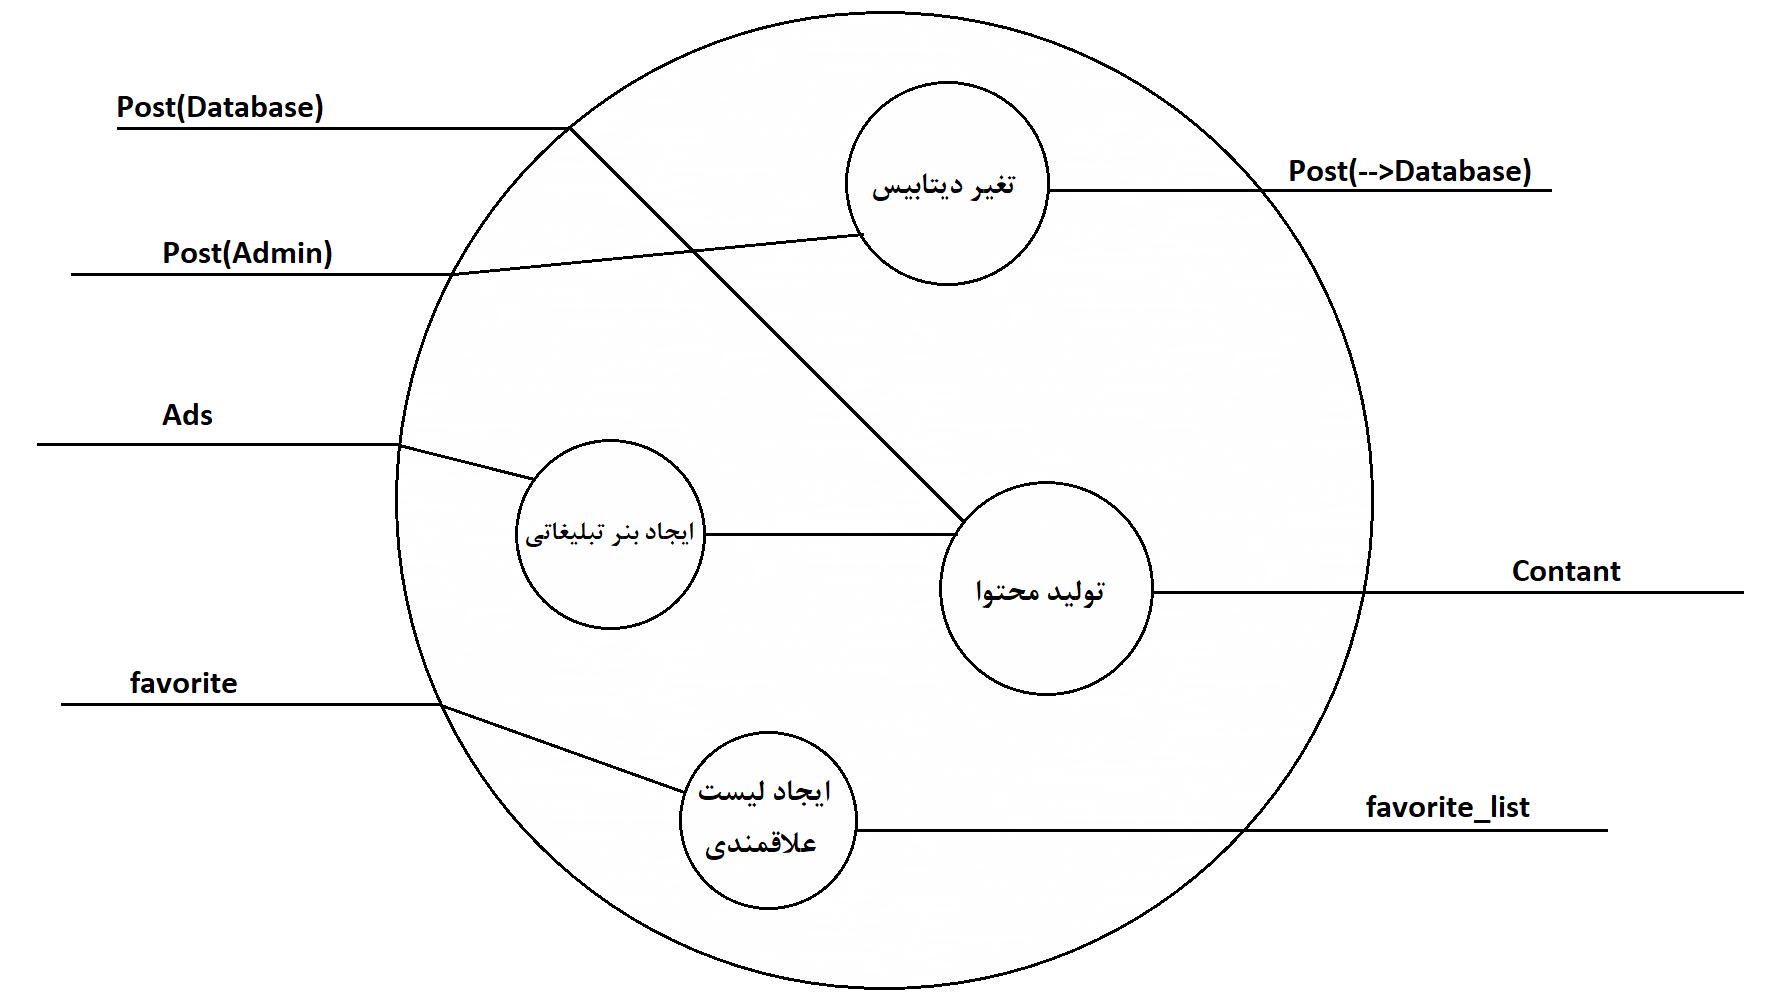 Post(Database)
Post(Admin)
Ads
favorite
تغیر دیتابیس
ایجاد بنر تبلیغاتی
تولید محتوا
ایجاد لیست
علاقمندی
Post(-->Database)
Contant
favorite_list